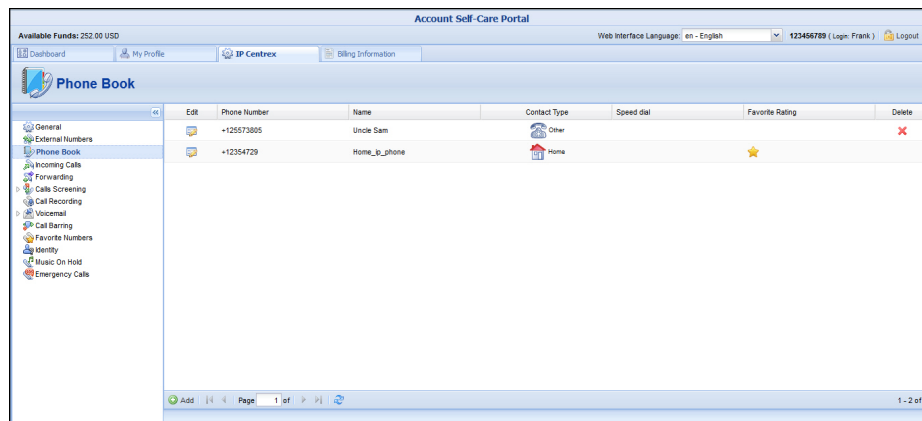 Account Self-Care Portal
Available Funds: 252.00 USD
Web Interface Language: en - English
123456789 ( Login: Frank )
Logout
Dashboard
My Profile
IP Centrex
Billing Information
Phone Book
Edit Phone Number Name Contact Type Speed dial Favorite Rating Delete
+125573805 Uncle Sam Other
+12354729 Home_ip_phone Home
General
External Numbers
Phone Book
Incoming Calls
Forwarding
Calls Screening
Call Recording
Voicemail
Call Barring
Favorite Numbers
Identity
Music On Hold
Emergency Calls
Add Page 1 of
1 - 2 of